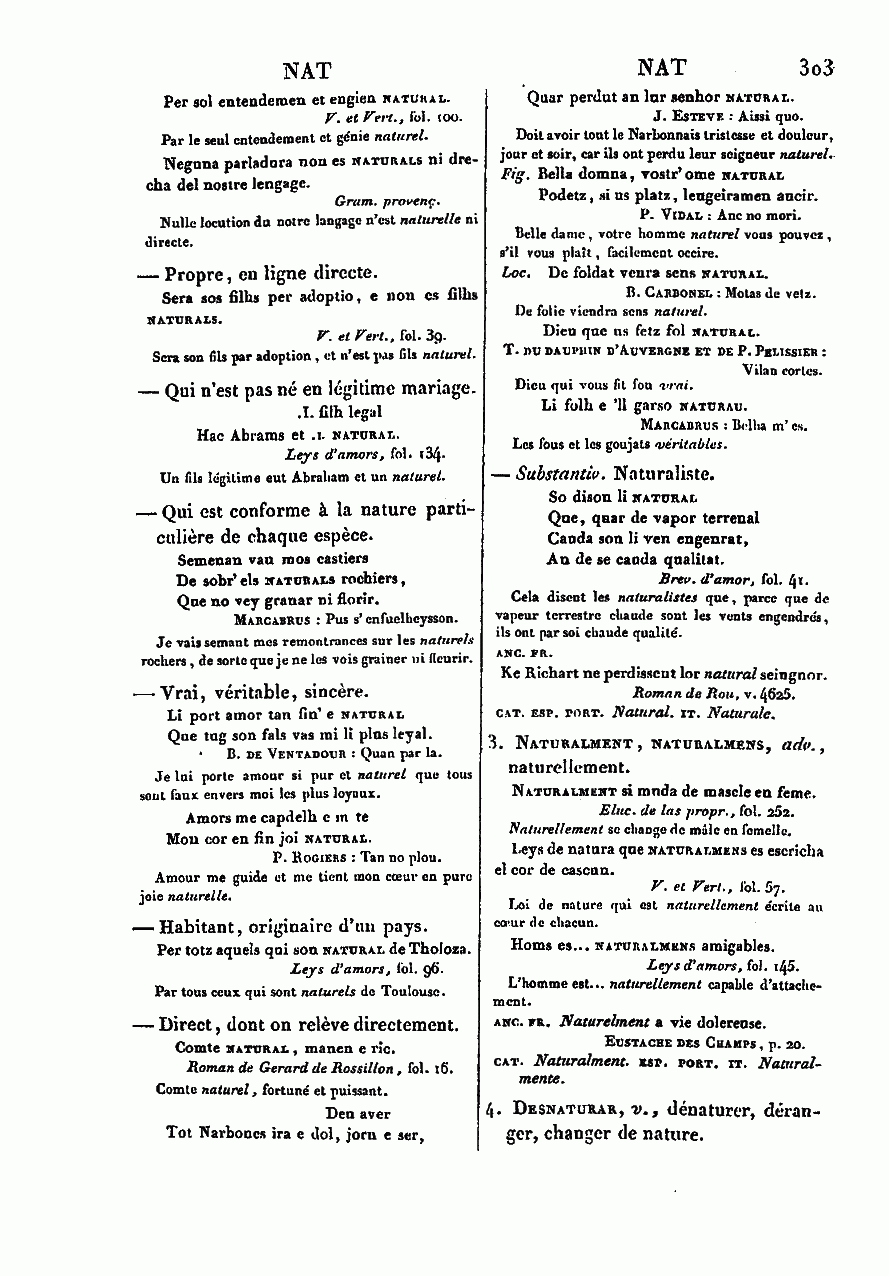 NAT
NAT 303
Per sol entendemen et engien NATURAL.
V. et Vert., fol. 100.
Par le seul entendement et génie naturel.
Neguna parladura non es NATURALS ni dre-
cha del nostre lengage.
Gram. provenç.
Nulle locution du notre langage n'est naturelle ni
directe.
— Propre, en ligne directe.
Sera sos filhs per adoptio, e non es filhs
NATURALS.
V. et Vert., fol. 39.
Sera son fils par adoption, et n'est pas fils naturel.
— Qui n'est pas né en légitime mariage.
.I. filh legal
Hac Abrams et .I. NATURAL.
Leys d'amors, fol. 134.
Un fils légitime eut Abraham et un naturel.
— Qui est conforme à la nature parti-
culière de chaque espèce.
Semenan van mos castiers
De sobr' els NATURALS rochiers,
Que no vey granar ni florir.
MARCABRUS : Pus s' enfuelheysson.
Je vais semant mes remontrances sur les naturels
rochers, de sorte que je ne les vois grainer ni fleurir.
— Vrai, véritable, sincère.
Li port amor tan fin' e NATURAL
Que tug son fals vas mi li plus leyal.
B. DE VENTADOUR : Quan par la.
Je lui porte amour si pur et naturel que tous
sont faux envers moi les plus loyaux.
Amors me capdelh e m te
Mon cor en fin joi NATURAL.
P. ROGIERS : Tan no plou.
Amour me guide et me tient mon cœur en pure
joie naturelle.
— Habitant, originaire d'un pays.
Per totz aquels qui son NATURAL de Tholoza.
Leys d'amors, fol. 96.
Par tous ceux qui sont naturels de Toulouse.
— Direct, dont on relève directement.
Comte NATURAL, manen e ric.
Roman de Gerard de Rossillon, fol. 16.
Comte naturel, fortuné et puissant.
Deu aver
Tot Narbones ira e dol, jorn e ser,
Quar perdut an lur senhor NATURAL.
J. ESTEVE : Aissi quo.
Doit avoir tout le Narbonnais tristesse et douleur,
jour et soir, car ils ont perdu leur seigneur naturel.
Fig. Bella domna, vostr' ome NATURAL
Podetz, si us platz, leugeiramen aucir.
P. VIDAL : Anc no mori.
Belle dame, votre homme naturel vous pouvez,
s'il vous plaît, facilement occire.
Loc. De foldat venra sens NATURAL.
B. CARBONEL : Motas de vetz.
De folie viendra sens naturel.
Dieu que us fetz fol NATURAL.
T. DU DAUPHIN D'AUVERGNE ET DE P. PELISSIER :
Vilan cortes.
Dieu qui vous fit fou vrai.
Li folh e 'll garso NATURAU.
MARCABRUS : Belha m' es.
Les fous et les goujats véritables.
— Substantiv. Naturaliste.
So dison li NATURAL
Que, quar de vapor terrenal
Cauda son li ven engenrat,
An de se cauda qualitat.
Brev. d'amor, fol. 41.
Cela disent les naturalistes que, parce que de
vapeur terrestre chaude sont les vents engendrés,
ils ont par soi chaude qualité.
ANC. FR.
Ke Richart ne perdissent lor natural seingnor.
Roman de Rou, v. 4625.
CAT. ESP. PORT. Natural. IT. Naturale.
3. NATURALMENT, NATURALMENS, adv.,
naturellement.
NATURALMENT si muda de mascle en feme.
Eluc. de las propr., fol. 252.
Naturellement se change de mâle en femelle.
Leys de natura que NATURALMENS es escricha
el cor de cascun.
V. et Vert., fol. 57.
Loi de nature qui est naturellement écrite au
cœur de chacun.
Homs es... NATURALMENS amigables.
Leys d'amors, fol. 145.
L'homme est... naturellement capable d'attache-
ment.
ANC. FR. Naturelment a vie dolereuse.
EUSTACHE DES CHAMPS, p. 20.
CAT. Naturalment. ESP. PORT. IT. Natural-
mente.
4. DESNATURAR, v., dénaturer, déran-
ger, changer de nature.